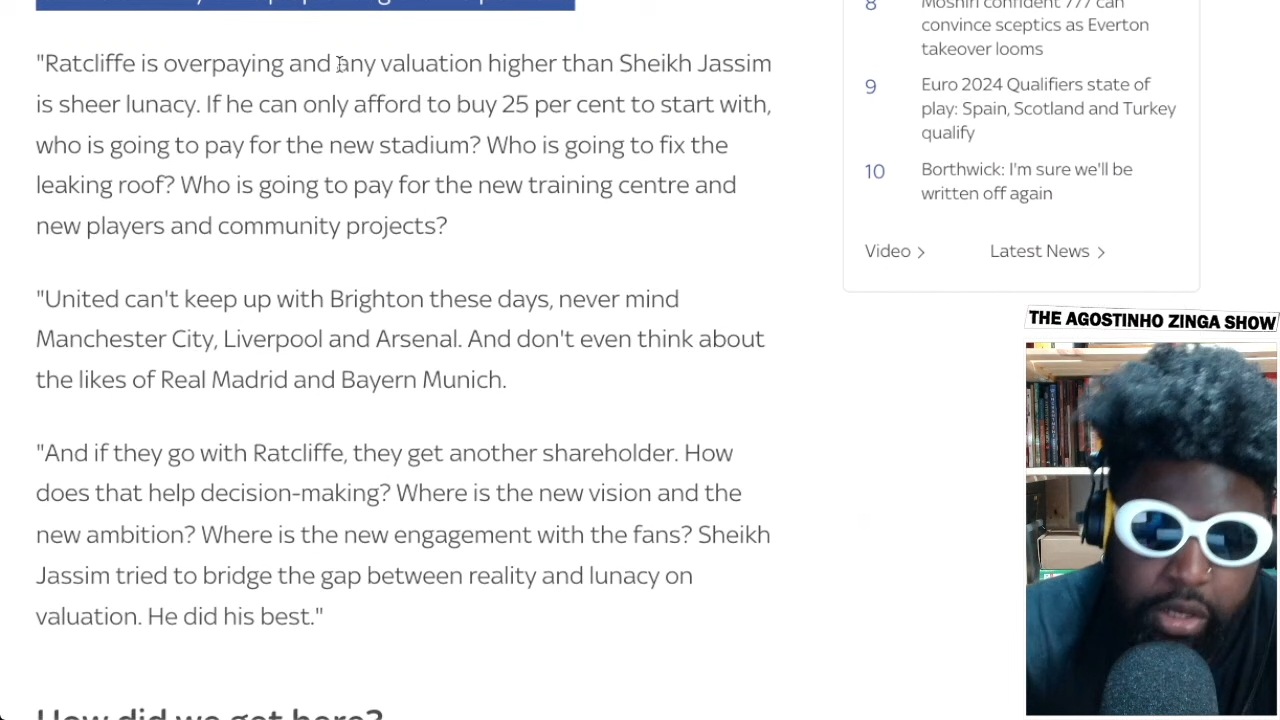 "Ratcliffe is overpaying and any valuation higher than Sheikh Jassim
is sheer lunacy. If he can only afford to buy 25 per cent to start with,
who is going to pay for the new stadium? Who is going to fix the
leaking roof? Who is going to pay for the new training centre and
new players and community projects?
"United can't keep up with Brighton these days, never mind
Manchester City, Liverpool and Arsenal. And don't even think about
the likes of Real Madrid and Bayern Munich.
"And if they go with Ratcliffe, they get another shareholder. How
does that help decision-making? Where is the new vision and the
new ambition? Where is the new engagement with the fans? Sheikh
Jassim tried to bridge the gap between reality and lunacy on
valuation. He did his best."
How did we get here?
8 Moshiri confident 777 can
convince sceptics as Everton
takeover looms
9 Euro 2024 Qualifiers state of
play: Spain, Scotland and Turkey
qualify
10 Borthwick: I'm sure we'll be
written off again
Video > Latest News >
THE AGOSTINHO ZINGA SHOW